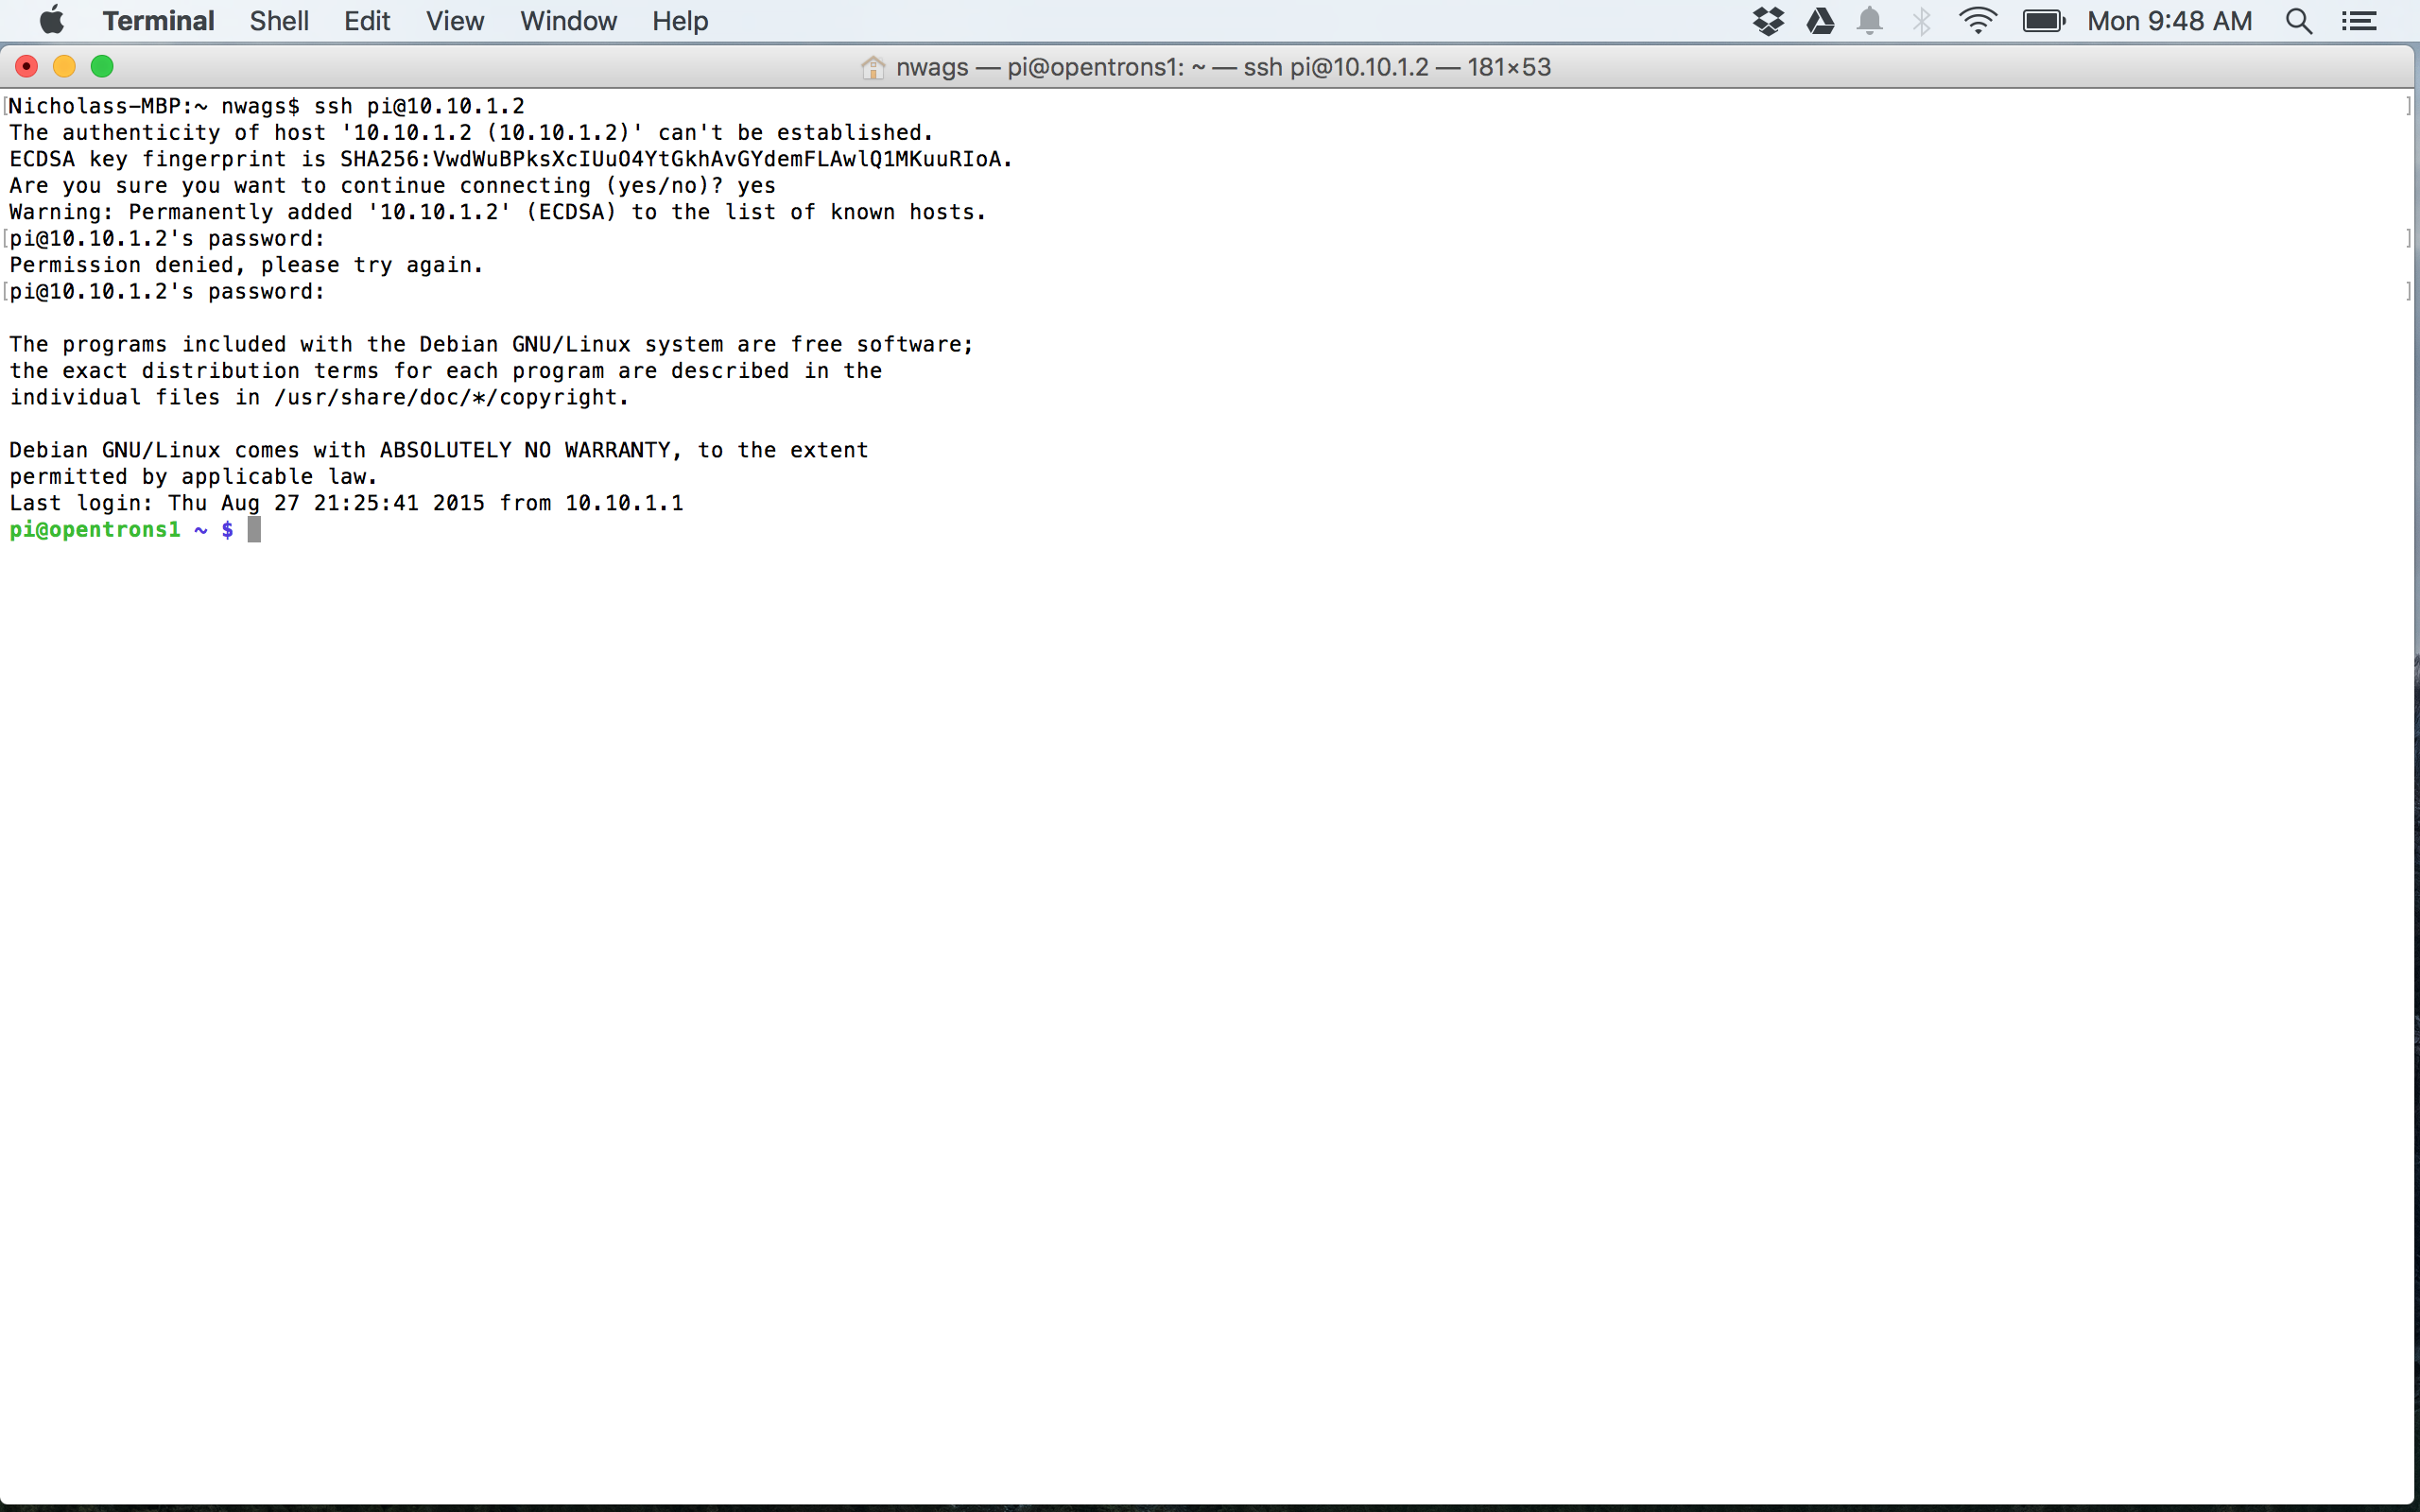 Terminal Shell Edit View Window Help Mon 9:48 AM
nwags — pi@opentrons1: ~ — ssh pi@10.10.1.2 — 181×53
[Nicholass-MBP:~ nwags$ ssh pi@10.10.1.2 ]
The authenticity of host '10.10.1.2 (10.10.1.2)' can't be established.
ECDSA key fingerprint is SHA256:VwdWuBPksXcIUuO4YtGkhAvGYdemFLAwlQ1MKuuRIoA.
Are you sure you want to continue connecting (yes/no)? yes
Warning: Permanently added '10.10.1.2' (ECDSA) to the list of known hosts.
[pi@10.10.1.2's password: ]
Permission denied, please try again.
[pi@10.10.1.2's password: ]
The programs included with the Debian GNU/Linux system are free software;
the exact distribution terms for each program are described in the
individual files in /usr/share/doc/*/copyright.
Debian GNU/Linux comes with ABSOLUTELY NO WARRANTY, to the extent
permitted by applicable law.
Last login: Thu Aug 27 21:25:41 2015 from 10.10.1.1
pi@opentrons1 ~ $